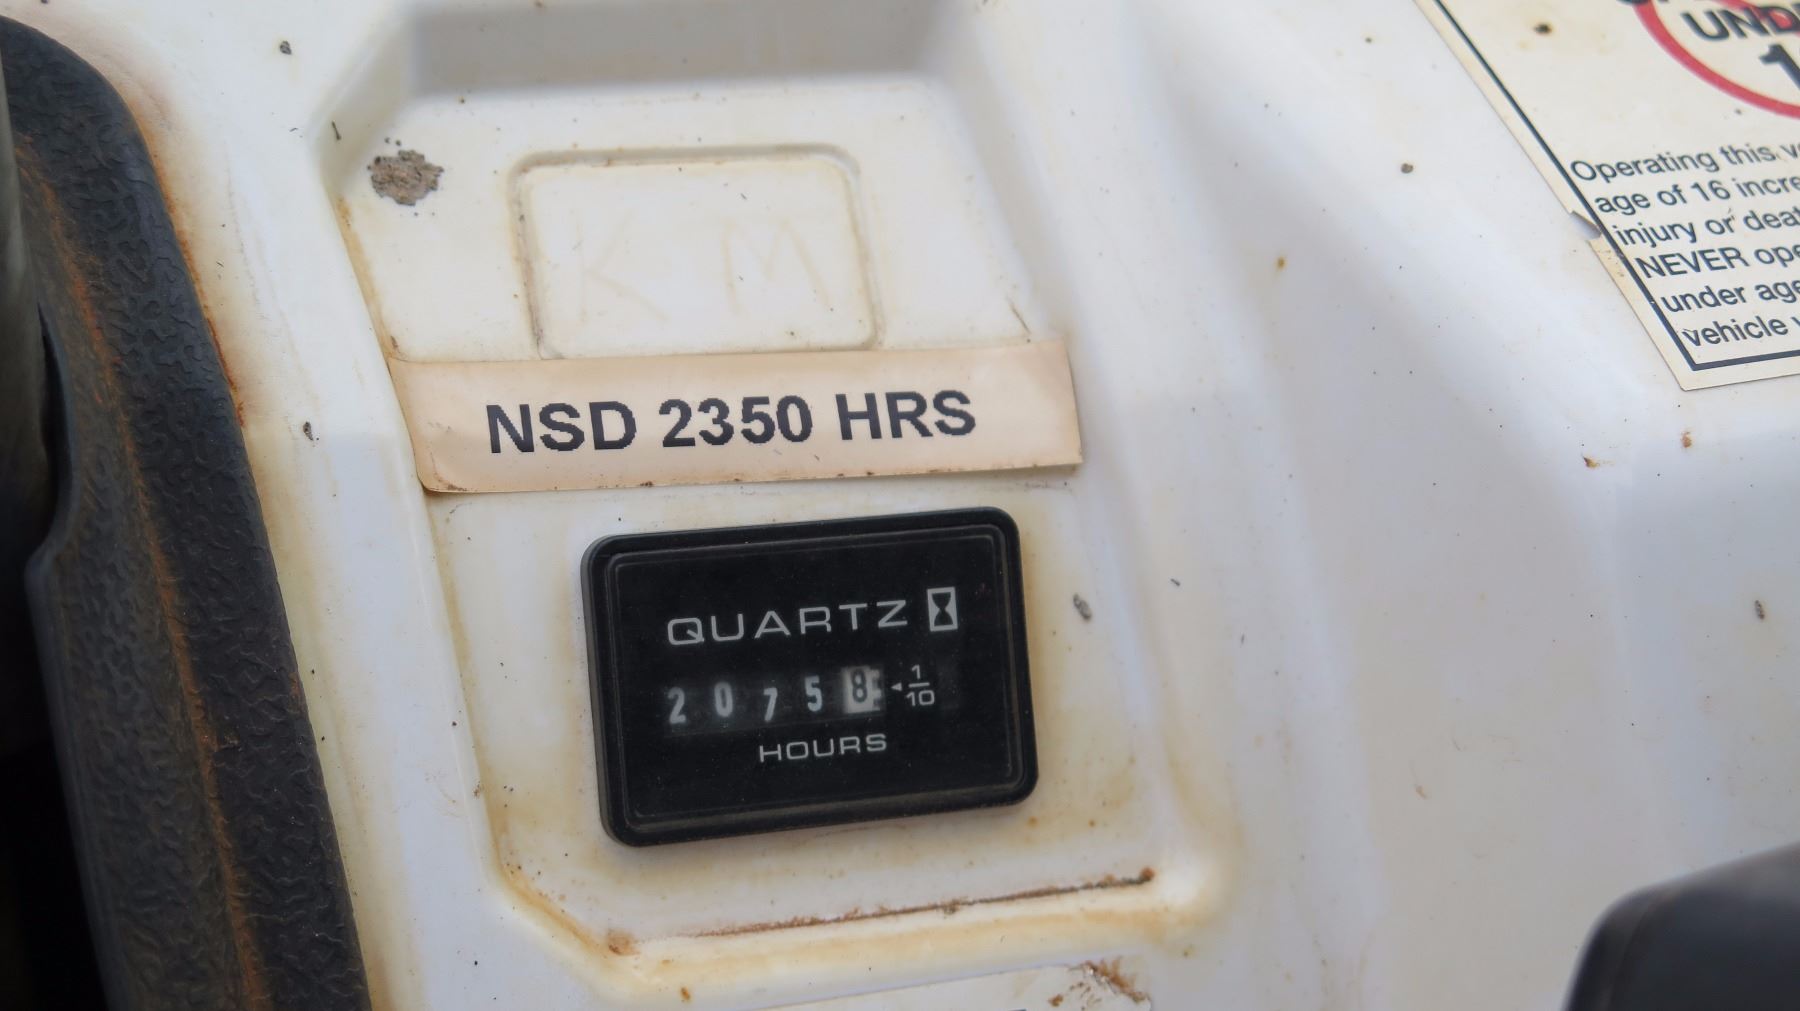 UND
Operating this
age of 16 incre
injury or deat
NEVER ope
under age
vehicle
K M
NSD 2350 HRS
QUARTZ
2 0 7 5 8 1/10
HOURS